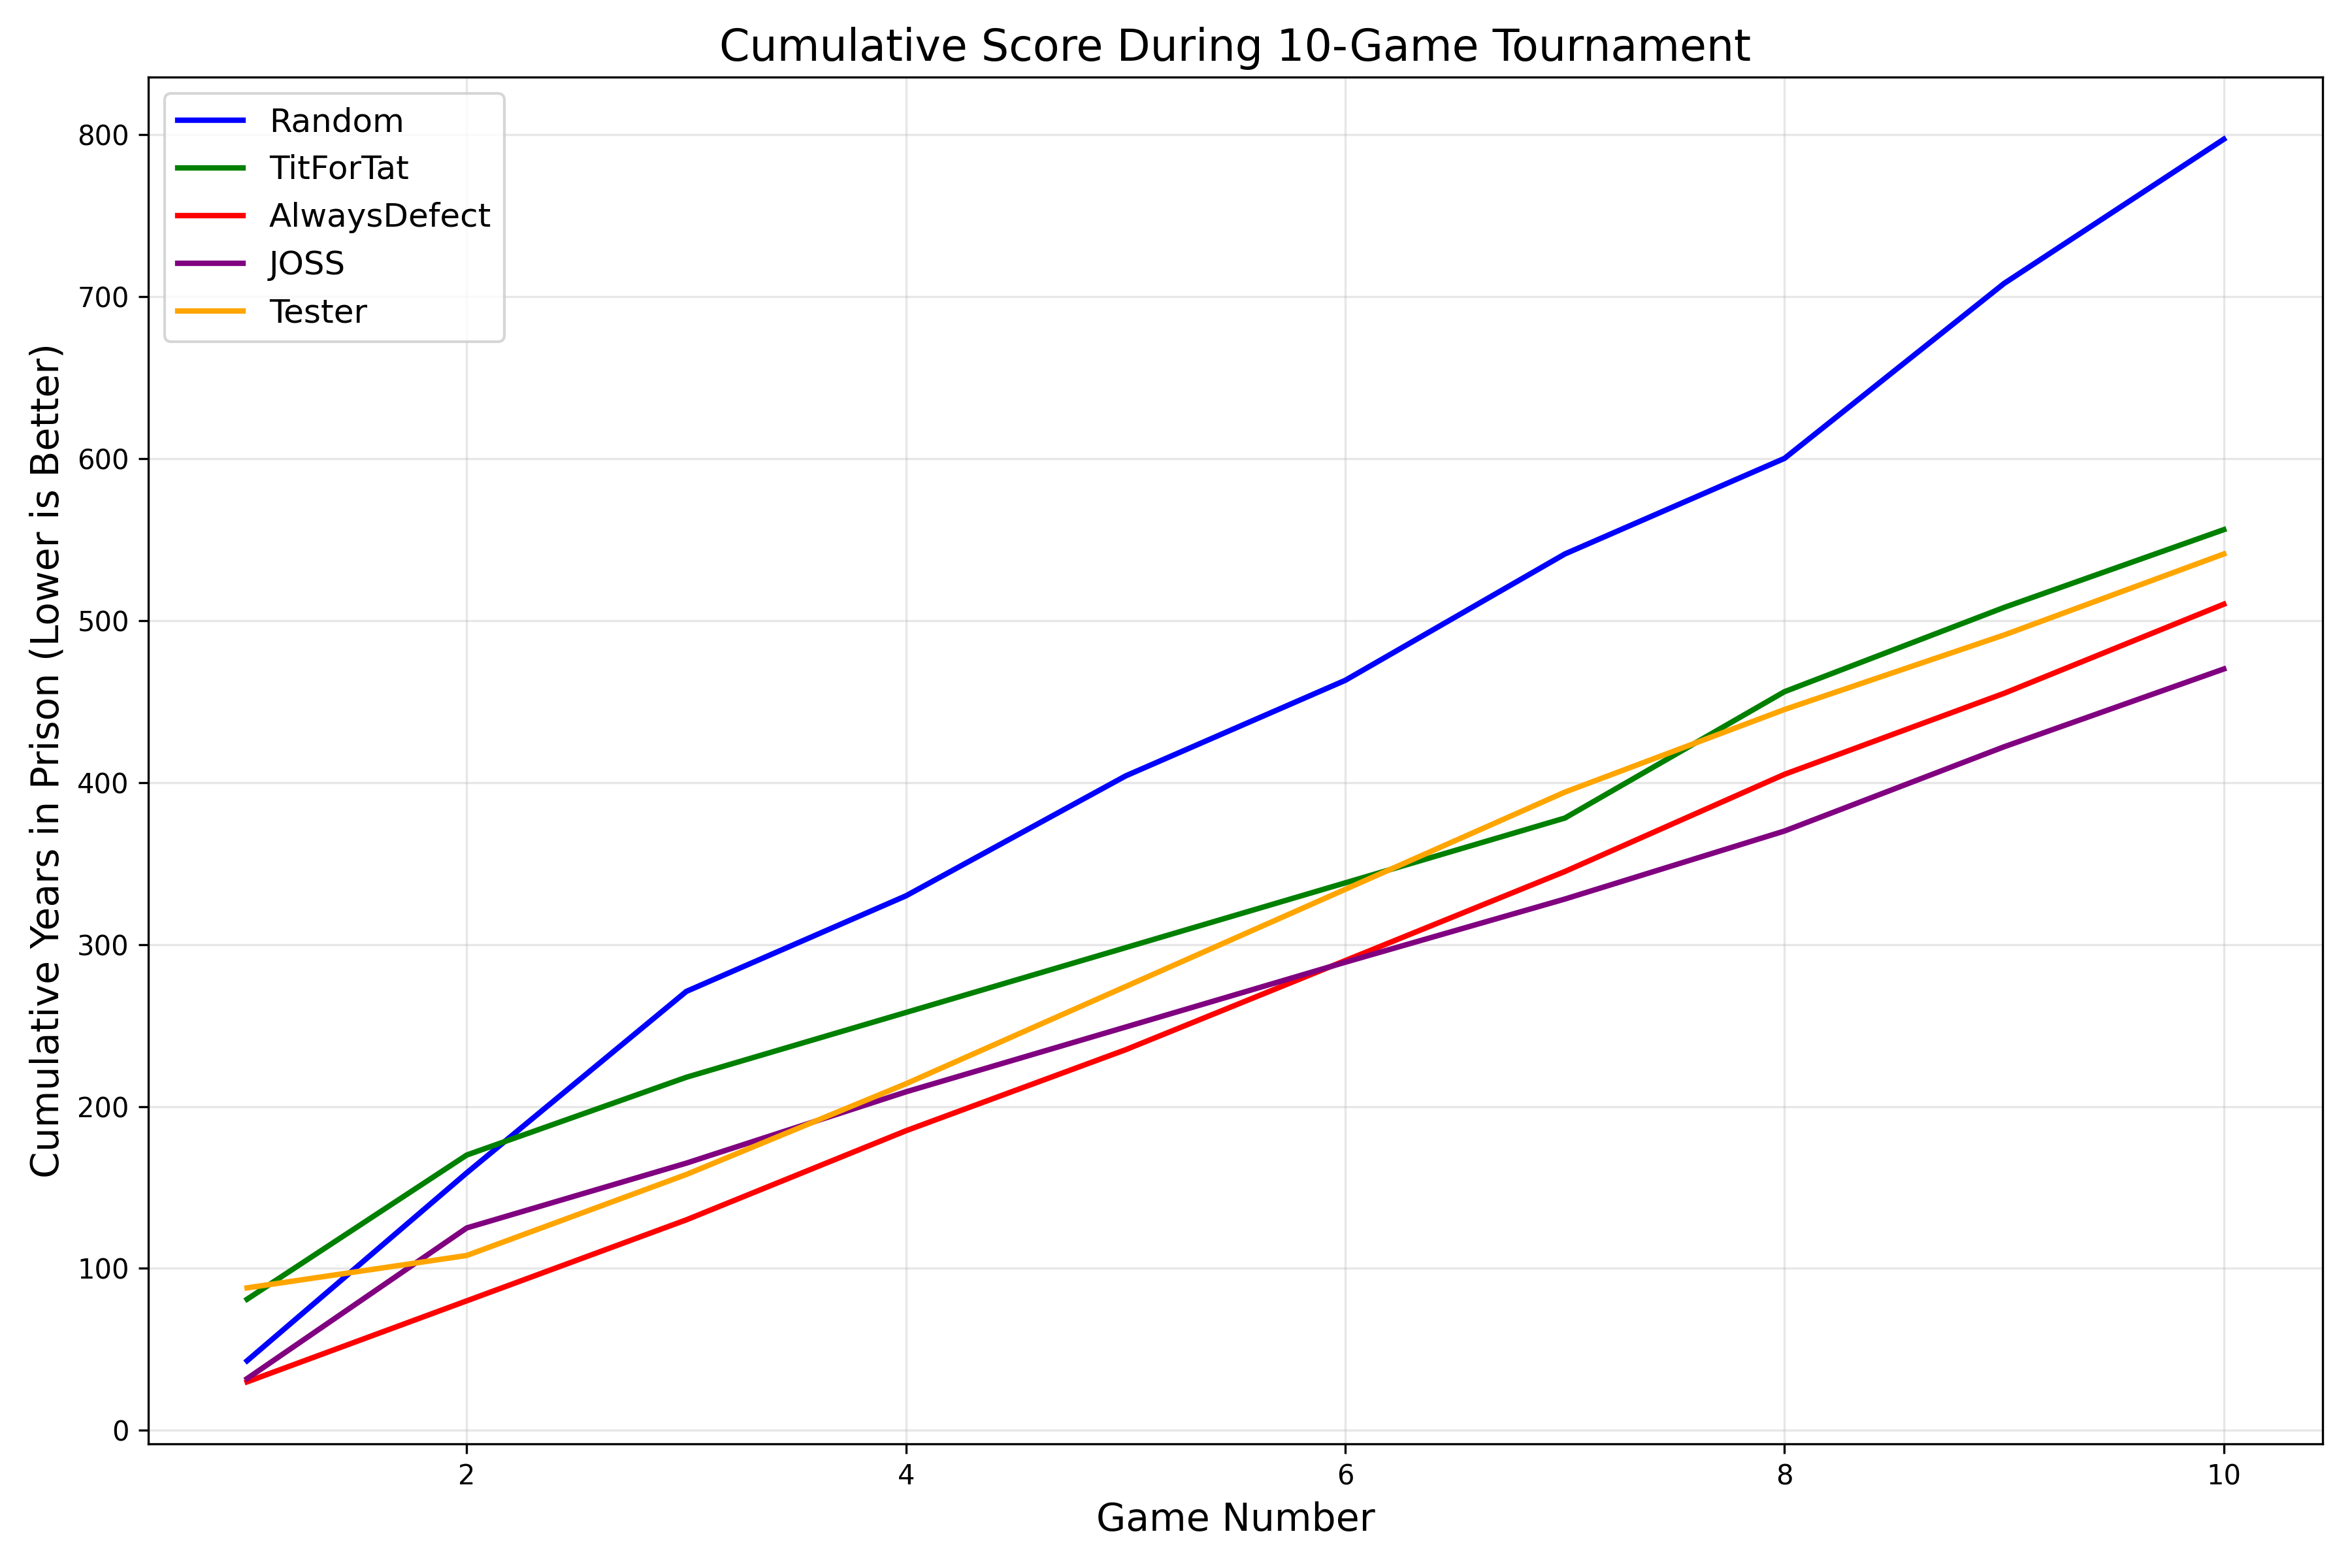 Cumulative Score During 10-Game Tournament
Random
TitForTat
AlwaysDefect
JOSS
Tester
Cumulative Years in Prison (Lower is Better)
800
700
600
500
400
300
200
100
0
2 4 6 8 10
Game Number